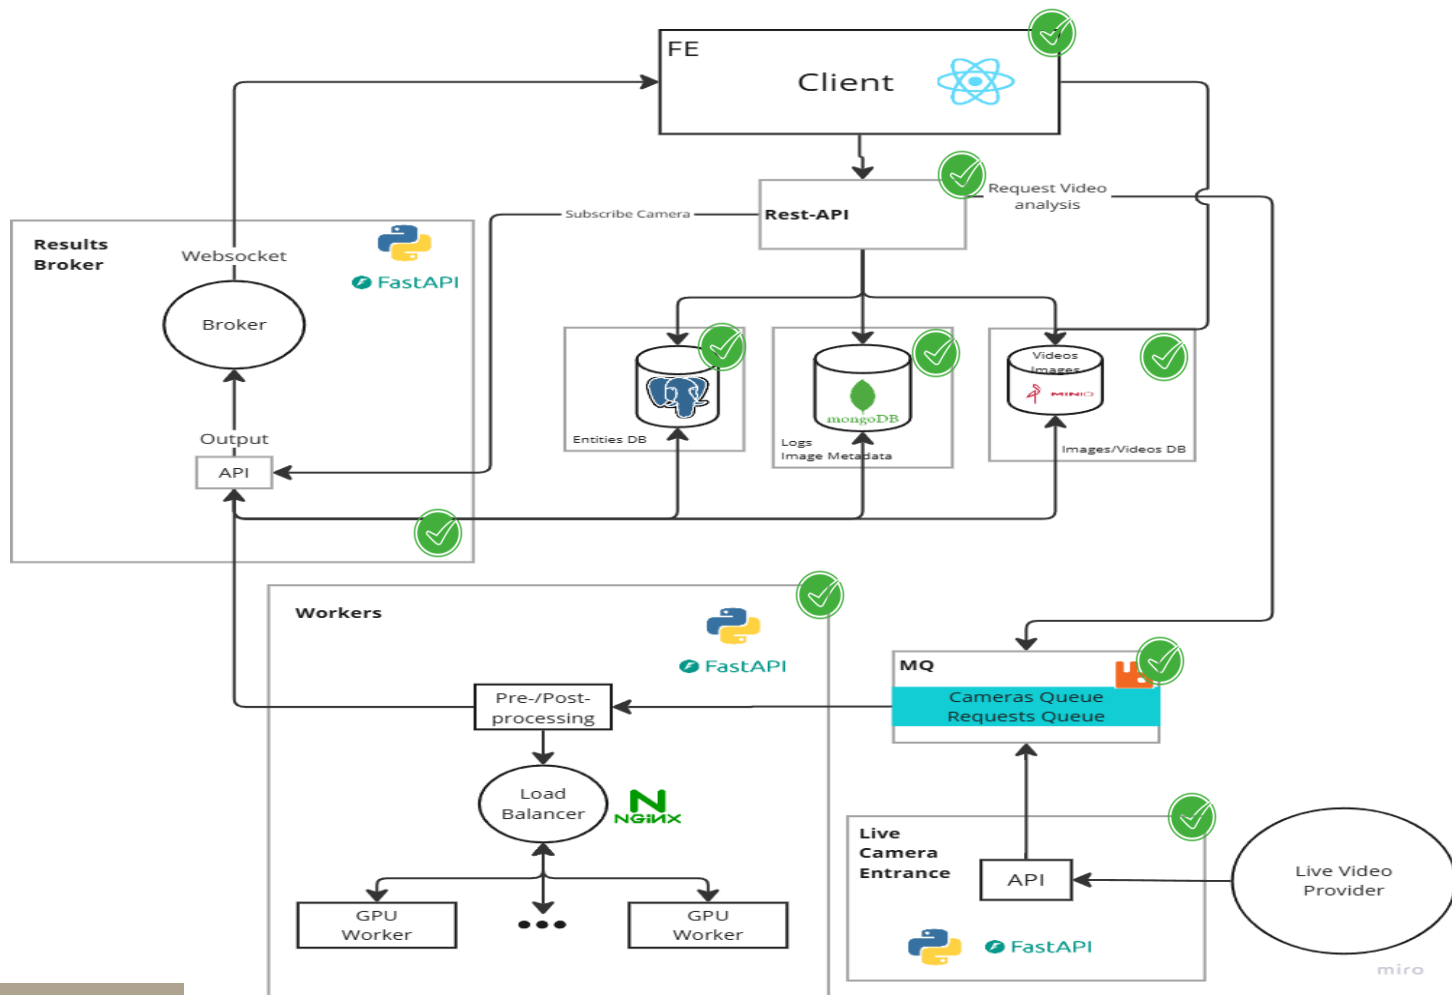 FE
Client
Request Video
analysis
Rest-API
Subscribe Camera
Results
Broker
Websocket
FastAPI
Broker
Output
API
Entities DB
mongoDB
Logs
Image Metadata
Videos
Images
MINIO
Images/Videos DB
Workers
FastAPI
Pre-/Post-
processing
Load
Balancer
NGINX
GPU
Worker
GPU
Worker
MQ
Cameras Queue
Requests Queue
Live
Camera
Entrance
API
FastAPI
Live Video
Provider
miro